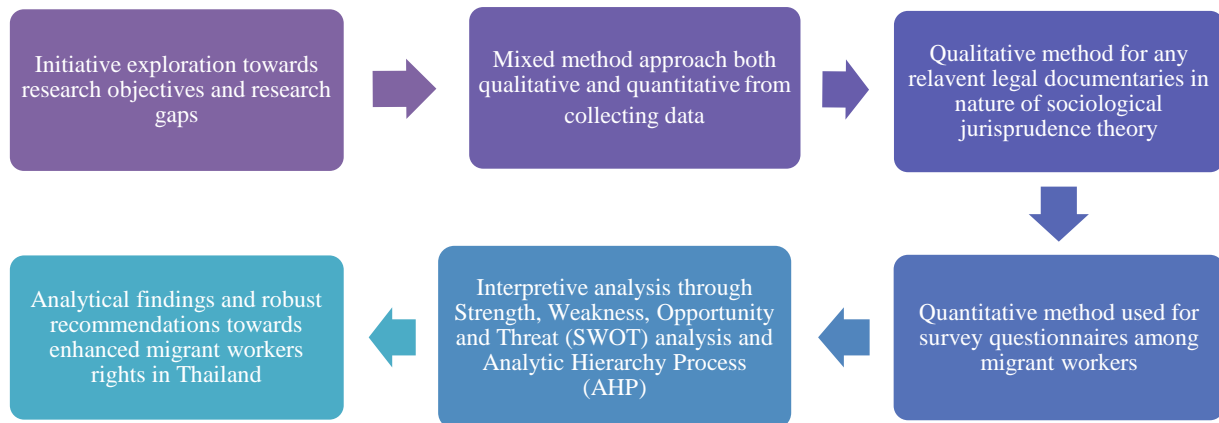 Initiative exploration towards
research objectives and research
gaps
Mixed method approach both
qualitative and quantitative from
collecting data
Qualitative method for any
relavent legal documentaries in
nature of sociological
jurisprudence theory
Quantitative method used for
survey questionnaires among
migrant workers
Interpretive analysis through
Strength, Weakness, Opportunity
and Threat (SWOT) analysis and
Analytic Hierarchy Process
(AHP)
Analytical findings and robust
recommendations towards
enhanced migrant workers
rights in Thailand